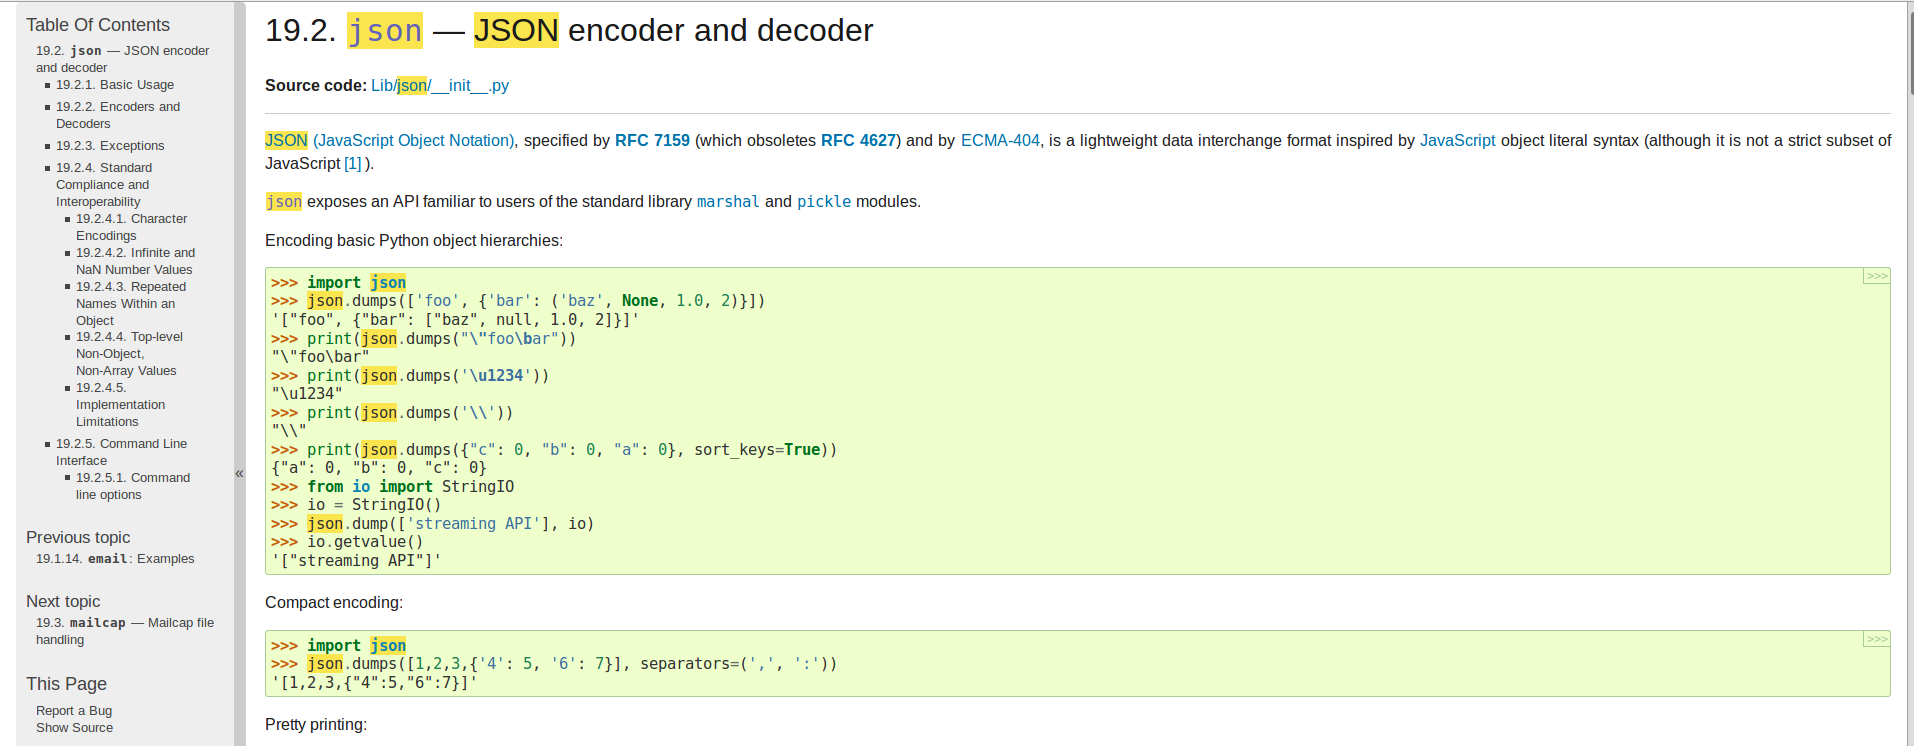 Table Of Contents
19.2. json — JSON encoder
and decoder
19.2.1. Basic Usage
19.2.2. Encoders and
Decoders
19.2.3. Exceptions
19.2.4. Standard
Compliance and
Interoperability
19.2.4.1. Character
Encodings
19.2.4.2. Infinite and
NaN Number Values
19.2.4.3. Repeated
Names Within an
Object
19.2.4.4. Top-level
Non-Object,
Non-Array Values
19.2.4.5.
Implementation
Limitations
19.2.5. Command Line
Interface
19.2.5.1. Command
line options
Previous topic
19.1.14. email: Examples
Next topic
19.3. mailcap — Mailcap file
handling
This Page
Report a Bug
Show Source
«
19.2. json — JSON encoder and decoder
Source code: Lib/json/__init__.py
JSON (JavaScript Object Notation), specified by RFC 7159 (which obsoletes RFC 4627) and by ECMA-404, is a lightweight data interchange format inspired by JavaScript object literal syntax (although it is not a strict subset of
JavaScript [1] ).
json exposes an API familiar to users of the standard library marshal and pickle modules.
Encoding basic Python object hierarchies:
>>>
>>> import json
>>> json.dumps(['foo', {'bar': ('baz', None, 1.0, 2)}])
'["foo", {"bar": ["baz", null, 1.0, 2]}]'
>>> print(json.dumps("\"foo\bar"))
"\"foo\bar"
>>> print(json.dumps('\u1234'))
"\u1234"
>>> print(json.dumps('\\'))
"\\"
>>> print(json.dumps({"c": 0, "b": 0, "a": 0}, sort_keys=True))
{"a": 0, "b": 0, "c": 0}
>>> from io import StringIO
>>> io = StringIO()
>>> json.dump(['streaming API'], io)
>>> io.getvalue()
'["streaming API"]'
Compact encoding:
>>>
>>> import json
>>> json.dumps([1,2,3,{'4': 5, '6': 7}], separators=(',', ':'))
'[1,2,3,{"4":5,"6":7}]'
Pretty printing: